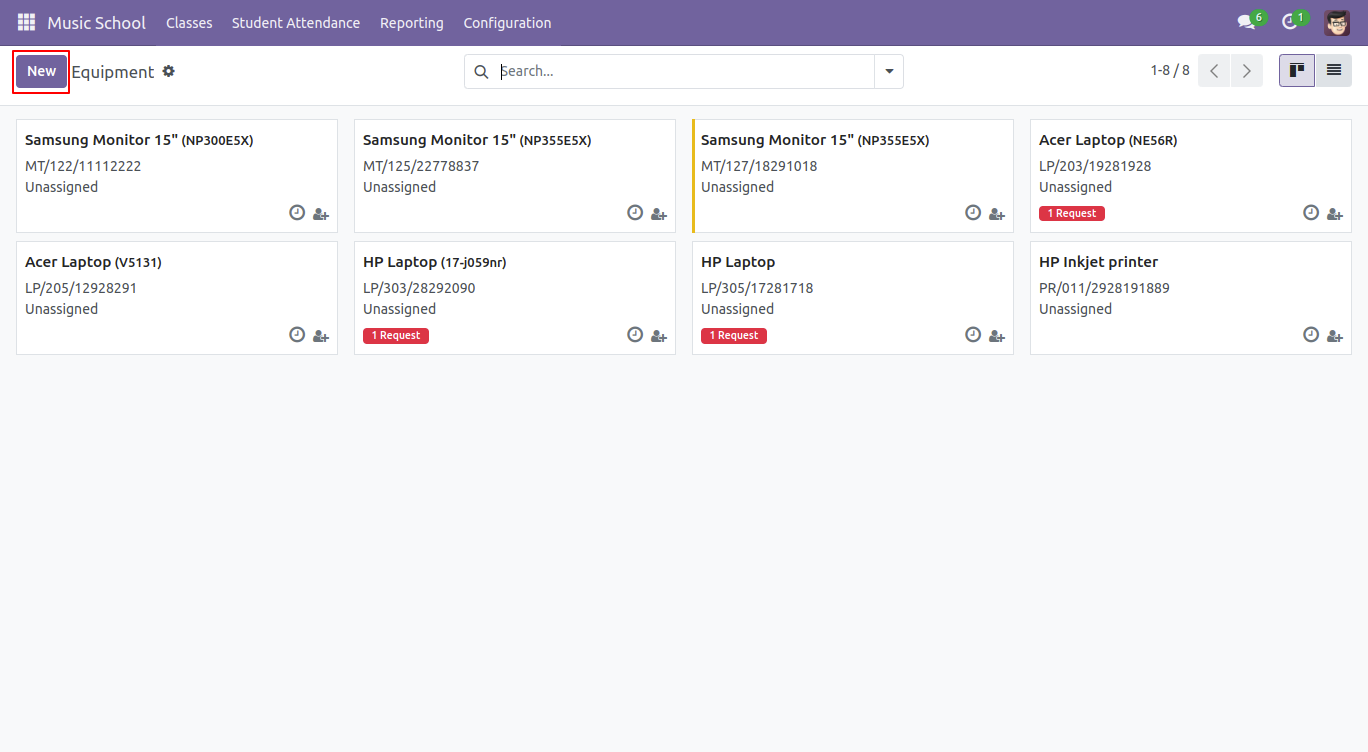 Music School Classes Student Attendance Reporting Configuration 6 1
New Equipment Search... 1-8 / 8
Samsung Monitor 15" (NP300E5X)
MT/122/11112222
Unassigned
Samsung Monitor 15" (NP355E5X)
MT/125/22778837
Unassigned
Samsung Monitor 15" (NP355E5X)
MT/127/18291018
Unassigned
Acer Laptop (NE56R)
LP/203/19281928
Unassigned
1 Request
Acer Laptop (V5131)
LP/205/12928291
Unassigned
HP Laptop (17-j059nr)
LP/303/28292090
Unassigned
1 Request
HP Laptop
LP/305/17281718
Unassigned
1 Request
HP Inkjet printer
PR/011/2928191889
Unassigned